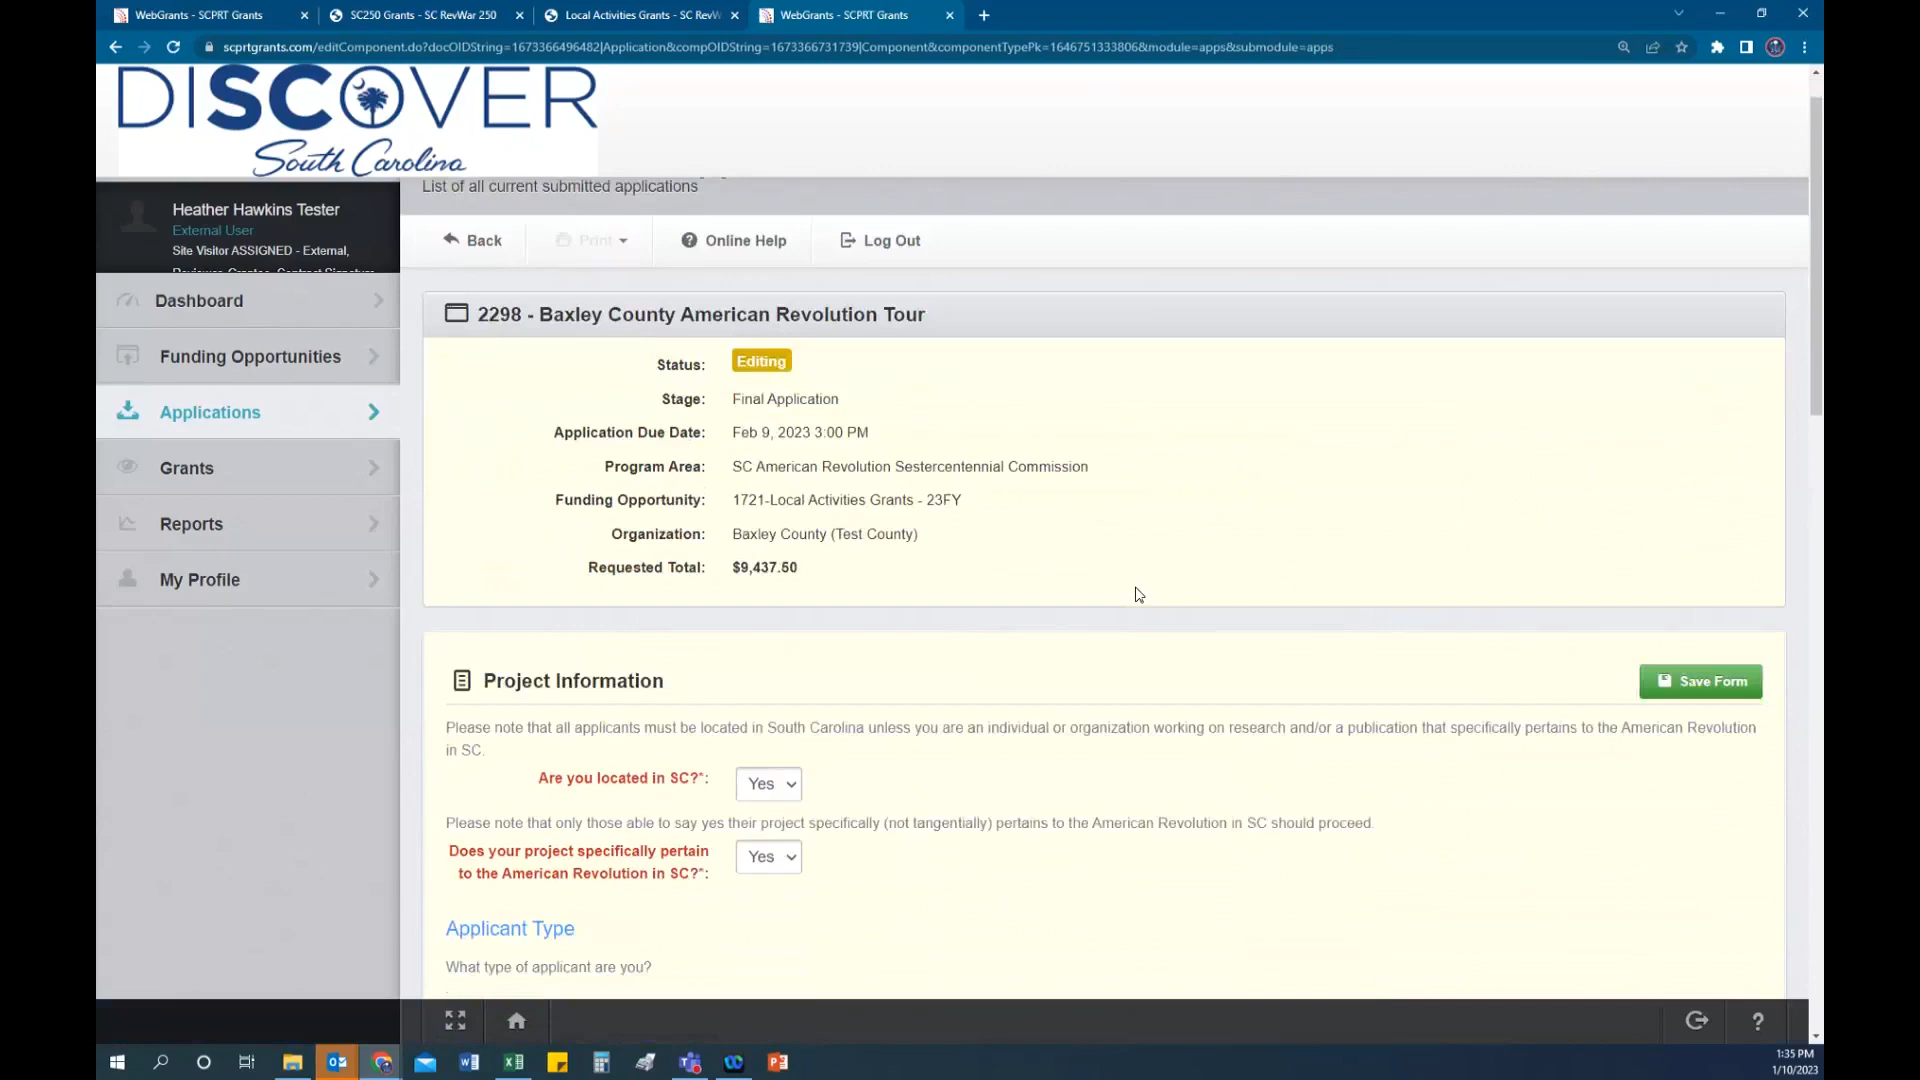 WebGrants - SCPRT Grants
SC250 Grants - SC RevWar 250
Local Activities Grants - SC RevW
WebGrants - SCPRT Grants
scprtgrants.com/editComponent.do?docOIDString=1673366496482|Application&compOIDString=1673366731739|Component&componentTypePk=1646751333806&module=apps&submodule=apps
DISCOVER
South Carolina
List of all current submitted applications
Heather Hawkins Tester
External User
Site Visitor ASSIGNED - External,
Reviewer, Grantee, Contract Signature
Back
Print
Online Help
Log Out
Dashboard
Funding Opportunities
Applications
Grants
Reports
My Profile
2298 - Baxley County American Revolution Tour
Status: Editing
Stage: Final Application
Application Due Date: Feb 9, 2023 3:00 PM
Program Area: SC American Revolution Sestercentennial Commission
Funding Opportunity: 1721-Local Activities Grants - 23FY
Organization: Baxley County (Test County)
Requested Total: $9,437.50
Project Information
Save Form
Please note that all applicants must be located in South Carolina unless you are an individual or organization working on research and/or a publication that specifically pertains to the American Revolution
in SC.
Are you located in SC?*: Yes
Please note that only those able to say yes their project specifically (not tangentially) pertains to the American Revolution in SC should proceed.
Does your project specifically pertain
to the American Revolution in SC?*: Yes
Applicant Type
What type of applicant are you?
1:35 PM
1/10/2023